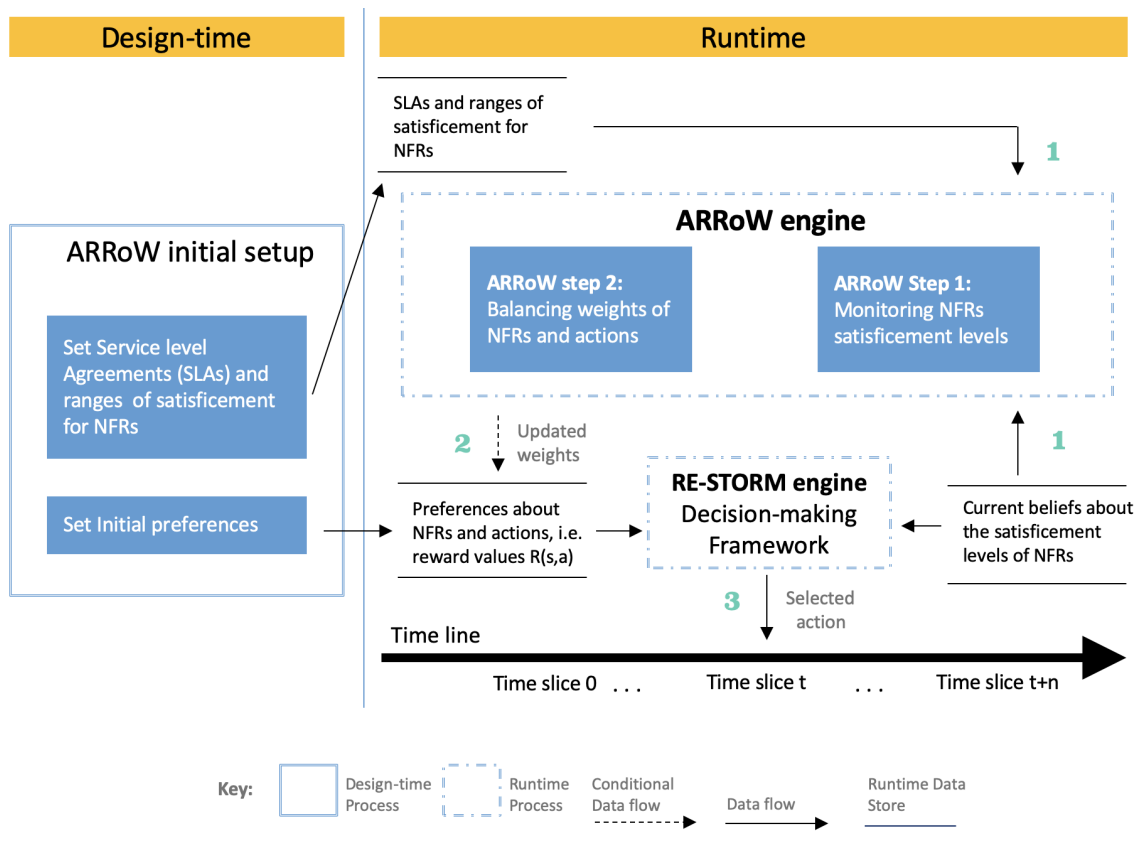 Design-time
Runtime
SLAs and ranges of
satisficement for
NFRs
1
ARRoW engine
ARRoW initial setup
ARRoW step 2:
Balancing weights of
NFRs and actions
ARRoW Step 1:
Monitoring NFRs
satisficement levels
Set Service level
Agreements (SLAs) and
ranges of satisficement
for NFRs
2
Updated
weights
1
Set Initial preferences
Preferences about
NFRs and actions, i.e.
reward values R(s,a)
RE-STORM engine
Decision-making
Framework
Current beliefs about
the satisficement
levels of NFRs
3
Selected
action
Time line
Time slice 0 . . .
Time slice t
. . .
Time slice t+n
Key:
Design-time
Process
Runtime
Process
Conditional
Data flow
Data flow
Runtime Data
Store